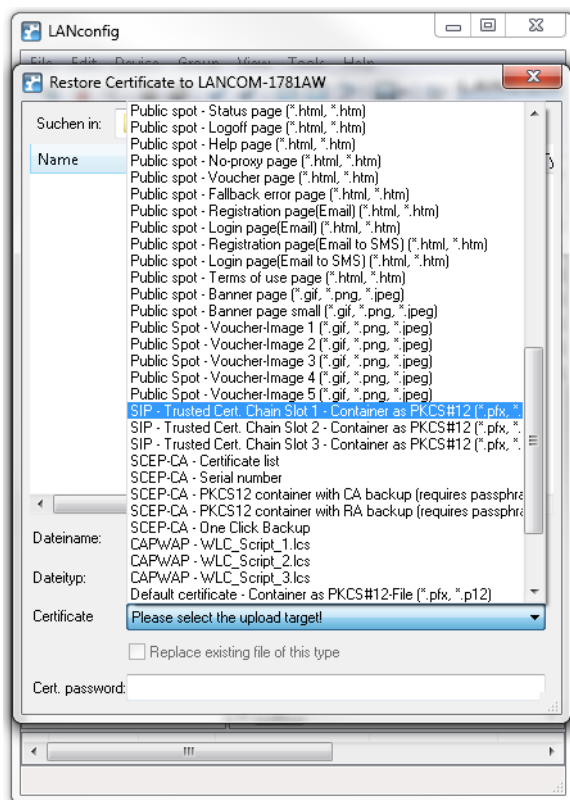 LANconfig
File Edit Device Group View Tools Help
Restore Certificate to LANCOM-1781AW
Suchen in:
Name
Public spot - Status page (*.html, *.htm)
Public spot - Logoff page (*.html, *.htm)
Public spot - Help page (*.html, *.htm)
Public spot - No-proxy page (*.html, *.htm)
Public spot - Voucher page (*.html, *.htm)
Public spot - Fallback error page (*.html, *.htm)
Public spot - Registration page(Email) (*.html, *.htm)
Public spot - Login page(Email) (*.html, *.htm)
Public spot - Registration page(Email to SMS) (*.html, *.htm)
Public spot - Login page(Email to SMS) (*.html, *.htm)
Public spot - Terms of use page (*.html, *.htm)
Public spot - Banner page (*.gif, *.png, *.jpeg)
Public spot - Banner page small (*.gif, *.png, *.jpeg)
Public Spot - Voucher-Image 1 (*.gif, *.png, *.jpeg)
Public Spot - Voucher-Image 2 (*.gif, *.png, *.jpeg)
Public Spot - Voucher-Image 3 (*.gif, *.png, *.jpeg)
Public Spot - Voucher-Image 4 (*.gif, *.png, *.jpeg)
Public Spot - Voucher-Image 5 (*.gif, *.png, *.jpeg)
SIP - Trusted Cert. Chain Slot 1 - Container as PKCS#12 (*.pfx, *.
SIP - Trusted Cert. Chain Slot 2 - Container as PKCS#12 (*.pfx, *.
SIP - Trusted Cert. Chain Slot 3 - Container as PKCS#12 (*.pfx, *.
SCEP-CA - Certificate list
SCEP-CA - Serial number
SCEP-CA - PKCS12 container with CA backup (requires passphra
SCEP-CA - PKCS12 container with RA backup (requires passphra
SCEP-CA - One Click Backup
CAPWAP - WLC_Script_1.lcs
CAPWAP - WLC_Script_2.lcs
CAPWAP - WLC_Script_3.lcs
Default certificate - Container as PKCS#12-File (*.pfx, *.p12)
Dateiname:
Dateityp:
Certificate Please select the upload target!
Replace existing file of this type
Cert. password: